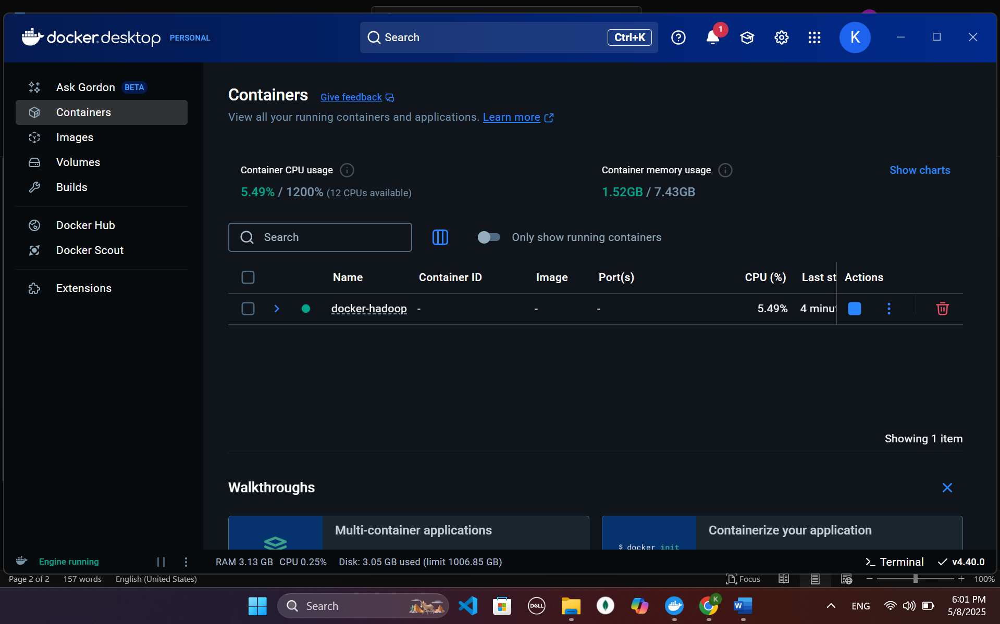 docker.desktop PERSONAL
Search Ctrl+K
1
K
Ask Gordon BETA
Containers
Images
Volumes
Builds
Docker Hub
Docker Scout
Extensions
Containers Give feedback
View all your running containers and applications. Learn more
Container CPU usage
5.49% / 1200% (12 CPUs available)
Container memory usage
1.52GB / 7.43GB
Show charts
Search
Only show running containers
Name Container ID Image Port(s) CPU (%) Last st Actions
docker-hadoop - - - 5.49% 4 minut
Showing 1 item
Walkthroughs
Multi-container applications
Containerize your application
$ docker init
Engine running
RAM 3.13 GB CPU 0.25% Disk: 3.05 GB used (limit 1006.85 GB)
Terminal v4.40.0
Page 2 of 2 157 words English (United States)
Focus 100%
Search
DELL
K
W
ENG
6:01 PM
5/8/2025